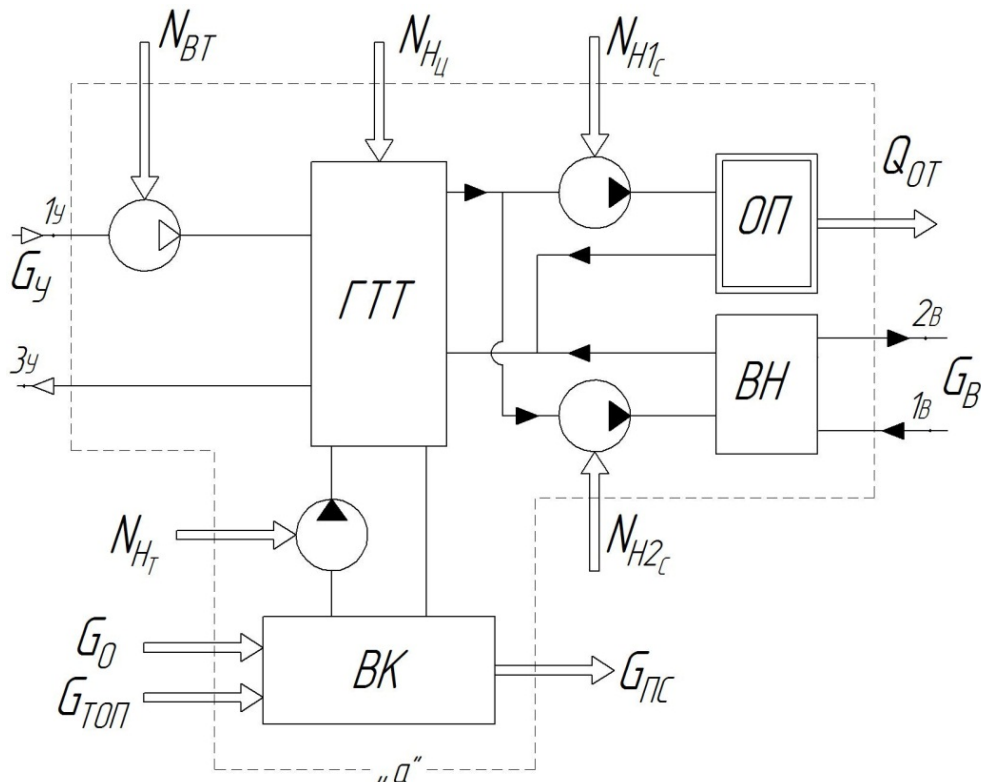 N_ВТ
N_Нц
N_Н1с
Q_ОТ
1у
G_у
ГТТ
ОП
3у
ВН
2в
G_в
1в
N_Нт
N_Н2с
G_о
G_ТОП
ВК
G_ПС
„а“